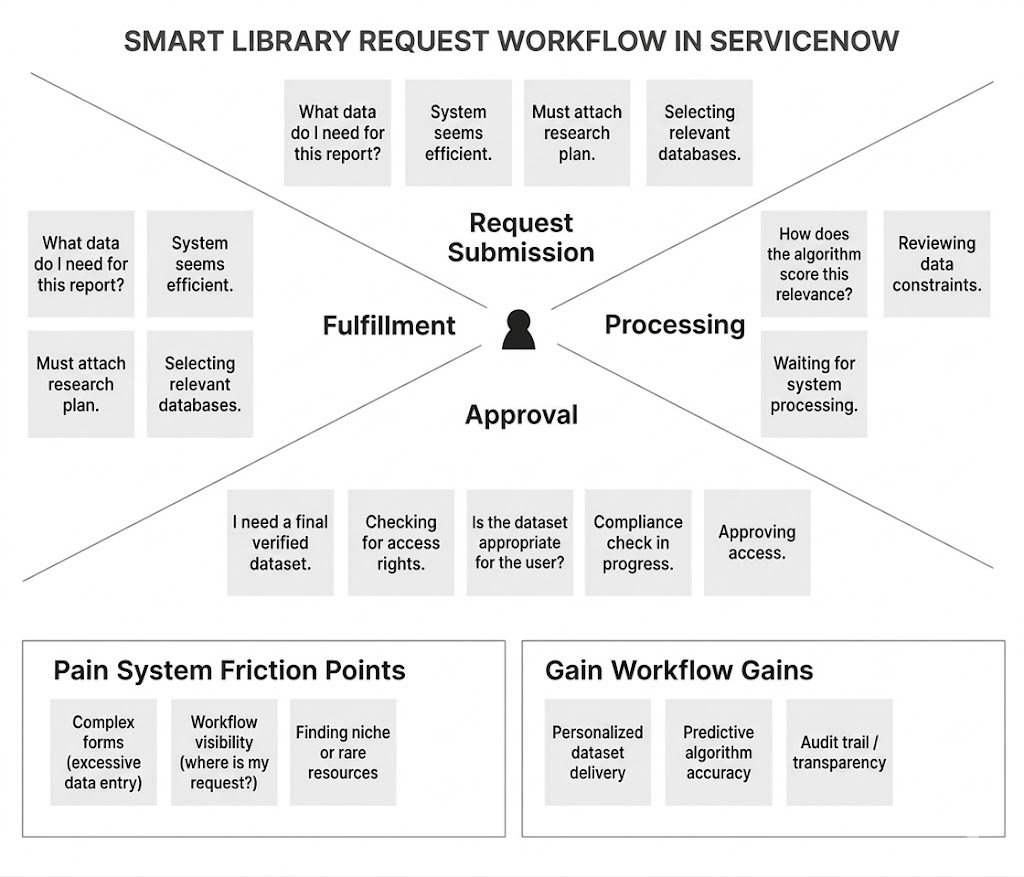 SMART LIBRARY REQUEST WORKFLOW IN SERVICENOW
What data
do I need for
this report?
System
seems
efficient.
Must attach
research
plan.
Selecting
relevant
databases.
Request
Submission
What data
do I need for
this report?
System
seems
efficient.
Must attach
research
plan.
Selecting
relevant
databases.
Fulfillment
Processing
How does
the algorithm
score this
relevance?
Reviewing
data
constraints.
Waiting for
system
processing.
Approval
I need a final
verified
dataset.
Checking
for access
rights.
Is the dataset
appropriate
for the user?
Compliance
check in
progress.
Approving
access.
Pain System Friction Points
Complex
forms
(excessive
data entry)
Workflow
visibility
(where is my
request?)
Finding niche
or rare
resources
Gain Workflow Gains
Personalized
dataset
delivery
Predictive
algorithm
accuracy
Audit trail /
transparency